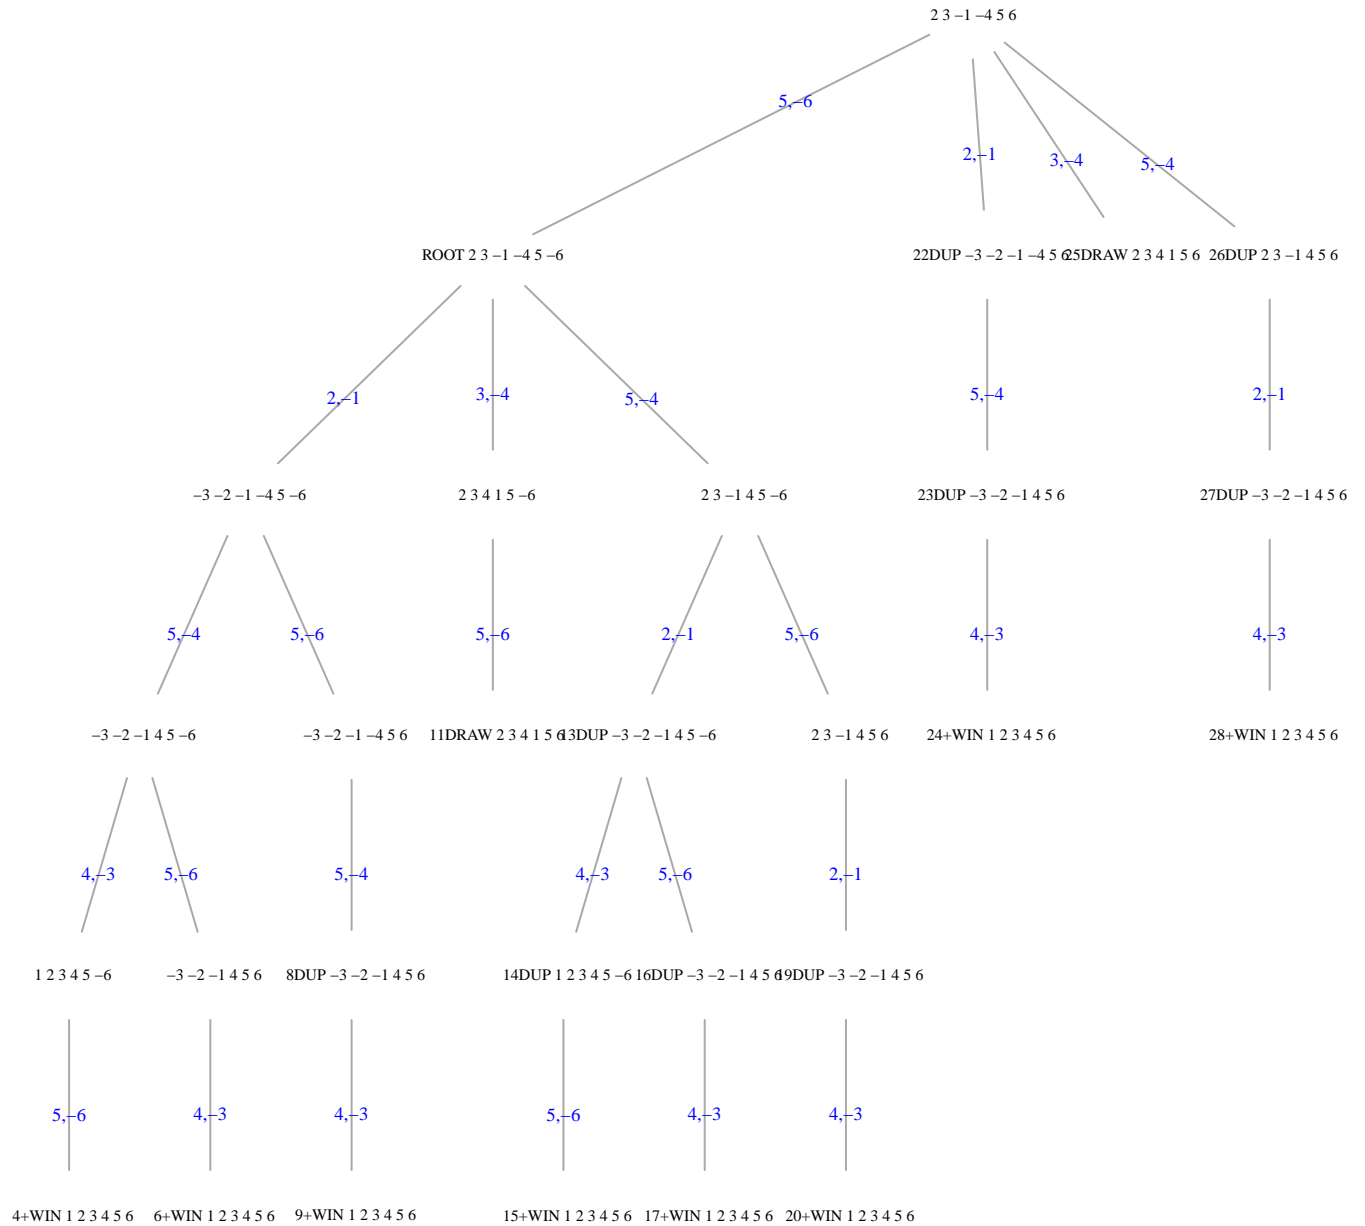 2 3 −1 −4 5 6
5,−6
2,−1
3,−4
5,−4
ROOT 2 3 −1 −4 5 −6
22DUP −3 −2 −1 −4 5 6
25DRAW 2 3 4 1 5 6
26DUP 2 3 −1 4 5 6
2,−1
3,−4
5,−4
5,−4
2,−1
−3 −2 −1 −4 5 −6
2 3 4 1 5 −6
2 3 −1 4 5 −6
23DUP −3 −2 −1 4 5 6
27DUP −3 −2 −1 4 5 6
5,−4
5,−6
5,−6
2,−1
5,−6
4,−3
4,−3
−3 −2 −1 4 5 −6
−3 −2 −1 −4 5 6
11DRAW 2 3 4 1 5 6
13DUP −3 −2 −1 4 5 −6
2 3 −1 4 5 6
24+WIN 1 2 3 4 5 6
28+WIN 1 2 3 4 5 6
4,−3
5,−6
5,−4
4,−3
5,−6
2,−1
1 2 3 4 5 −6
−3 −2 −1 4 5 6
8DUP −3 −2 −1 4 5 6
14DUP 1 2 3 4 5 −6
16DUP −3 −2 −1 4 5 6
19DUP −3 −2 −1 4 5 6
5,−6
4,−3
4,−3
5,−6
4,−3
4,−3
4+WIN 1 2 3 4 5 6
6+WIN 1 2 3 4 5 6
9+WIN 1 2 3 4 5 6
15+WIN 1 2 3 4 5 6
17+WIN 1 2 3 4 5 6
20+WIN 1 2 3 4 5 6